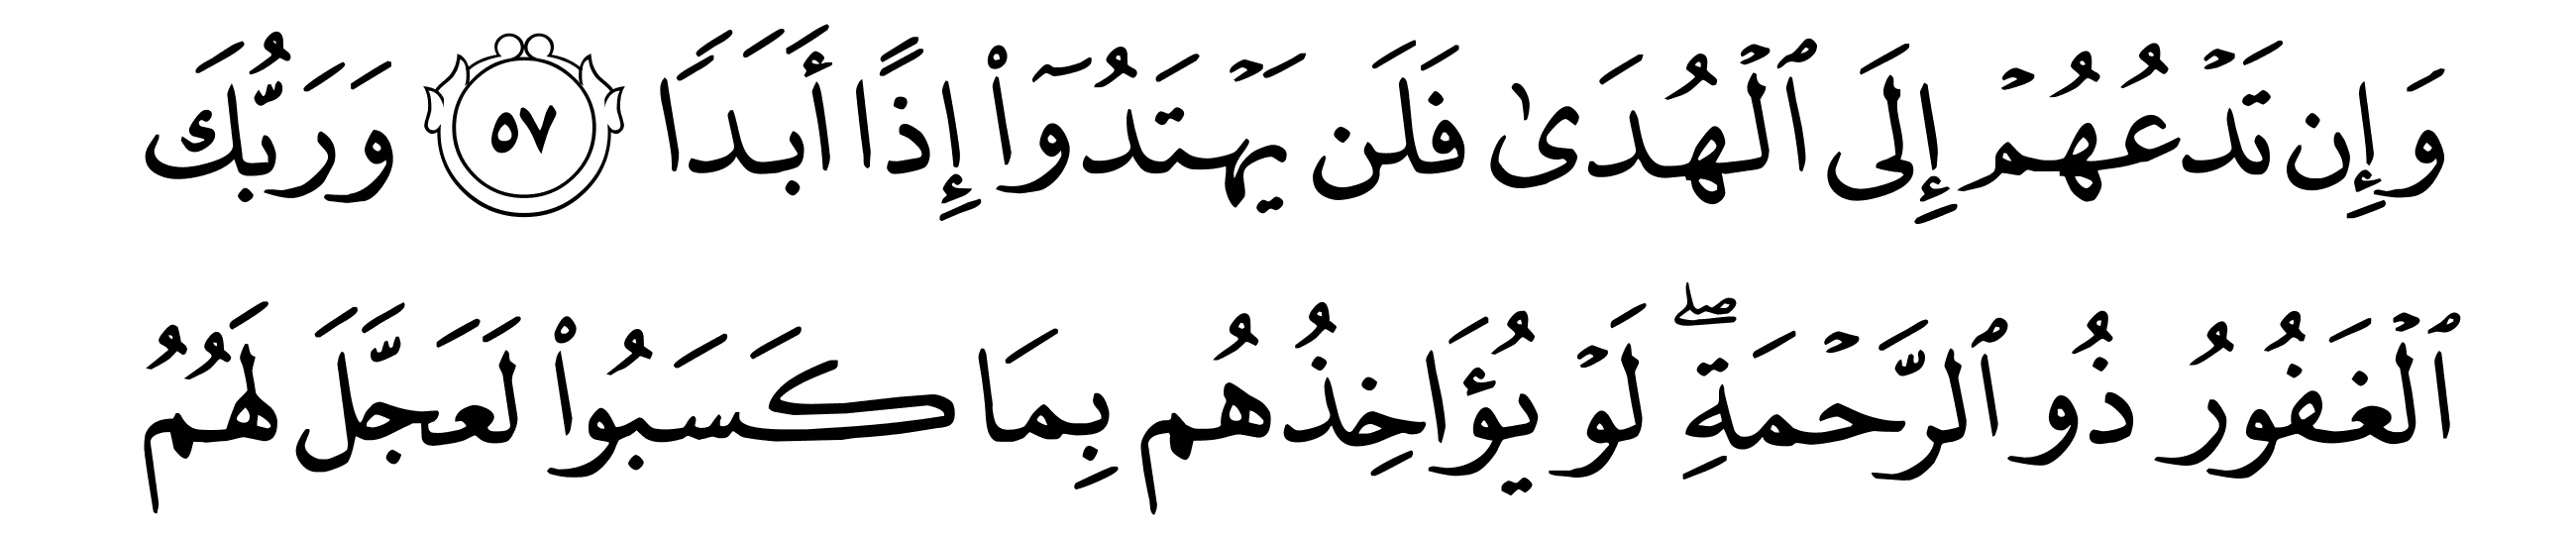 وَإِن تَدۡعُهُمۡ إِلَى ٱلۡهُدَىٰ فَلَن يَهۡتَدُوٓاْ إِذًا أَبَدًَا ٥٧ وَرَبُّكَ
ٱلۡغَفُورُ ذُو ٱلرَّحۡمَةِۖ لَوۡ يُؤَاخِذُهُم بِمَا كَسَبُواْ لَعَجَّلَ لَهُمُ